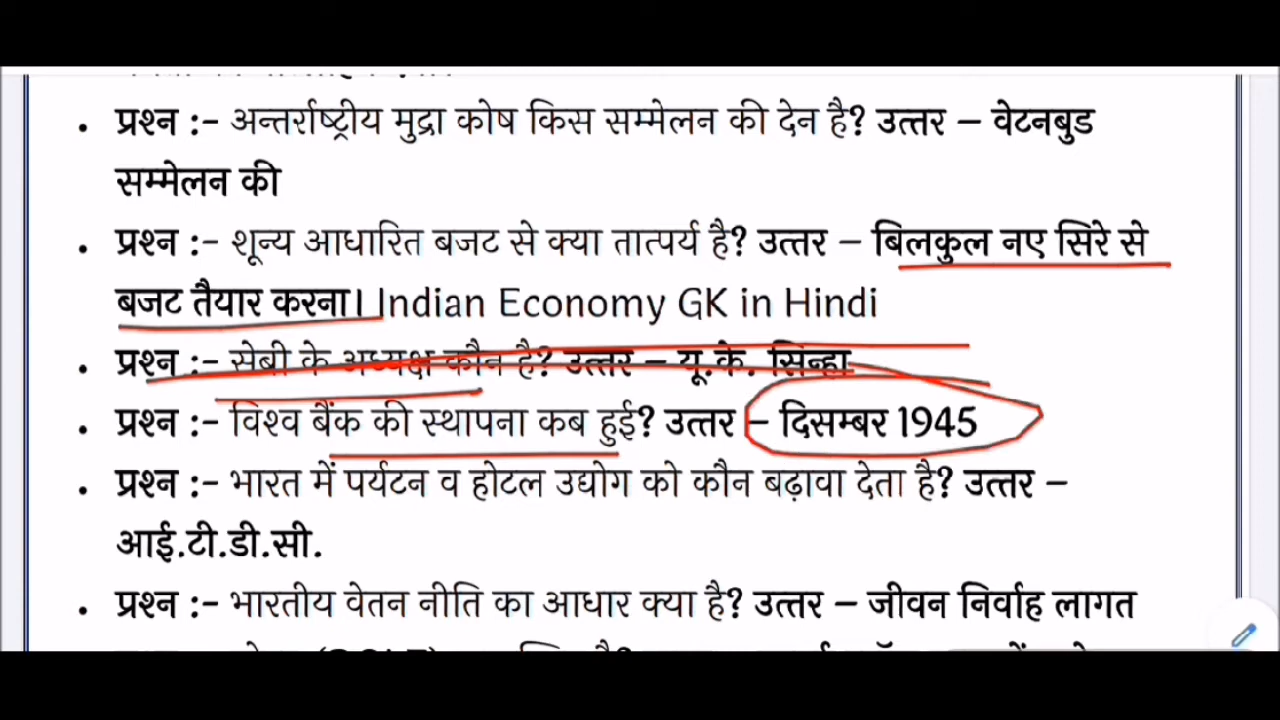 • प्रश्न :- अन्तर्राष्ट्रीय मुद्रा कोष किस सम्मेलन की देन है? उत्तर – वेटनबुड
सम्मेलन की
• प्रश्न :- शून्य आधारित बजट से क्या तात्पर्य है? उत्तर – बिलकुल नए सिरे से
बजट तैयार करना। Indian Economy GK in Hindi
• प्रश्न :- सेबी के अध्यक्ष कौन है? उत्तर – यू.के. सिन्हा
• प्रश्न :- विश्व बैंक की स्थापना कब हुई? उत्तर – दिसम्बर 1945
• प्रश्न :- भारत में पर्यटन व होटल उद्योग को कौन बढ़ावा देता है? उत्तर –
आई.टी.डी.सी.
• प्रश्न :- भारतीय वेतन नीति का आधार क्या है? उत्तर – जीवन निर्वाह लागत